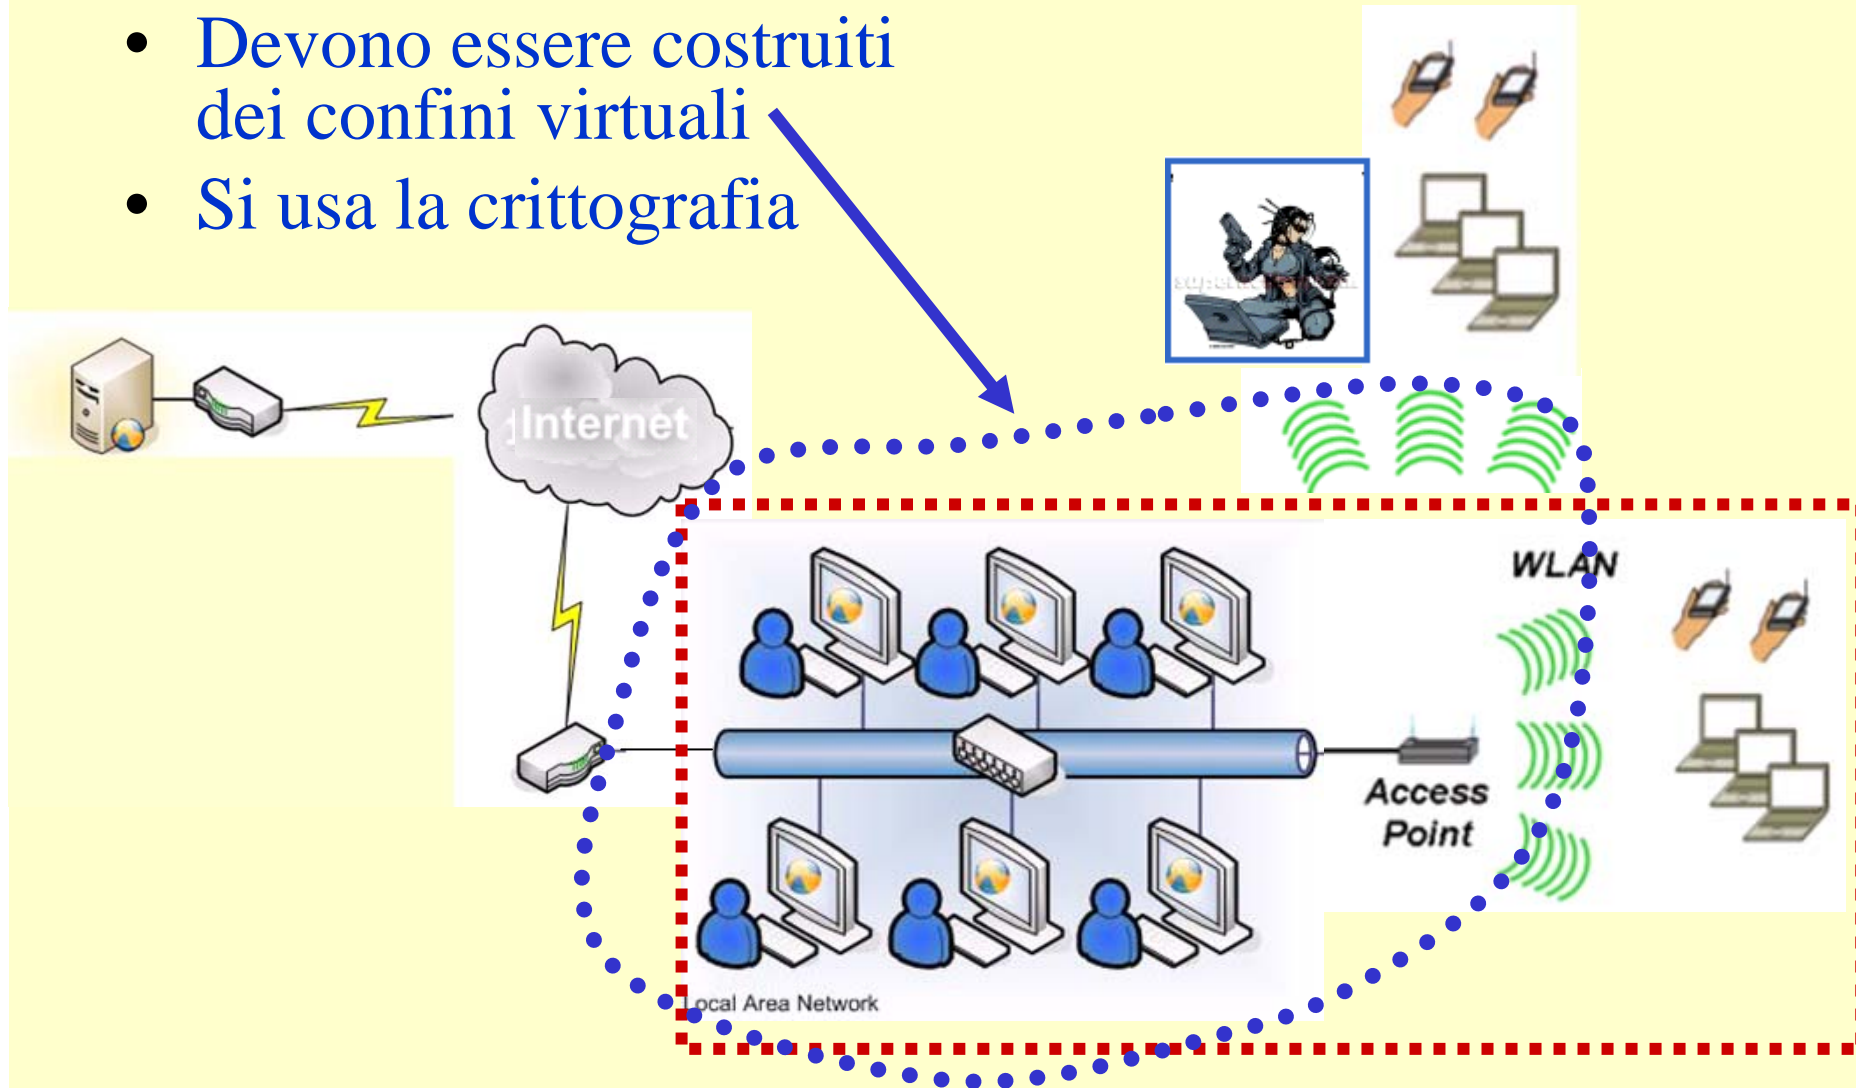 • Devono essere costruiti
dei confini virtuali
• Si usa la crittografia
Internet
WLAN
Access
Point
Local Area Network